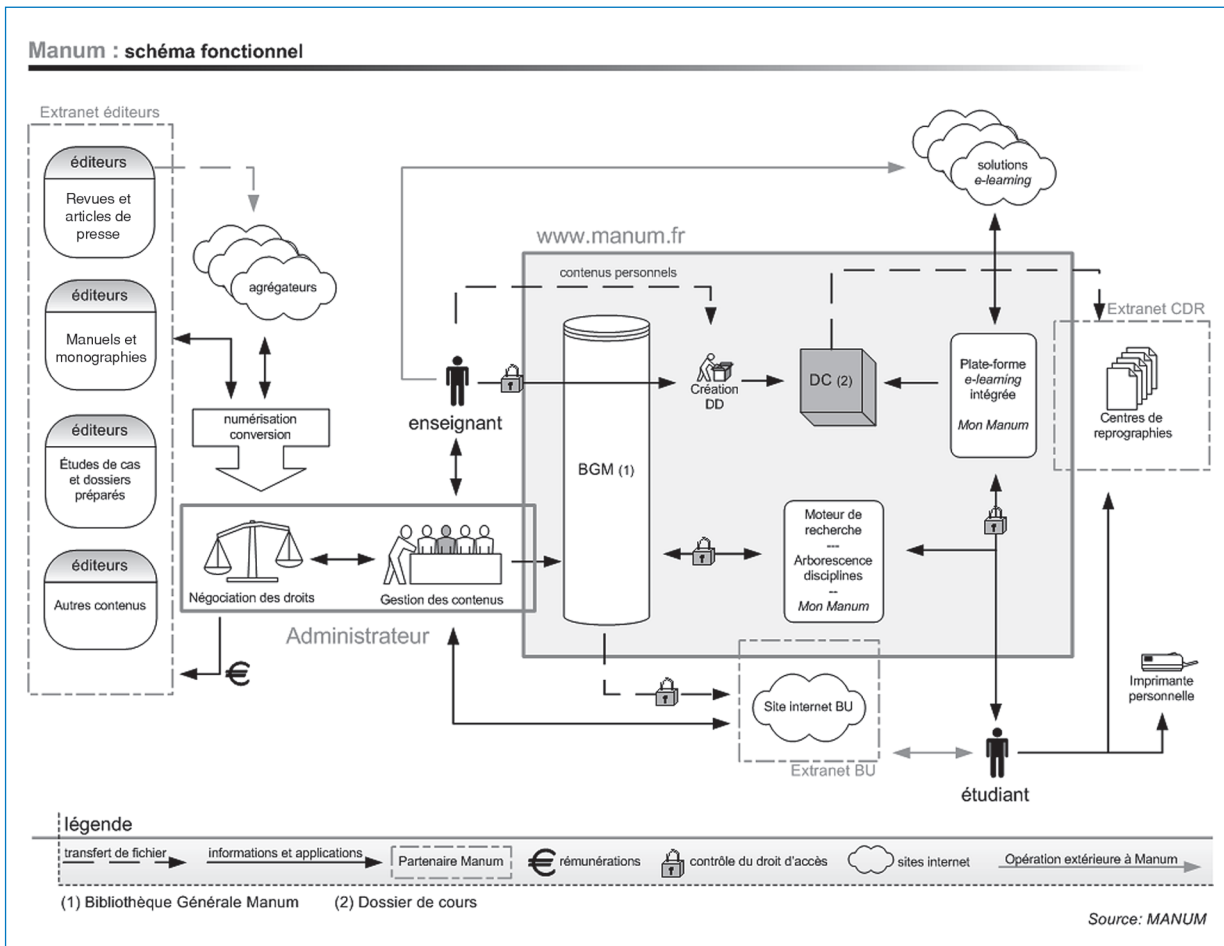 Manum : schéma fonctionnel
Extranet éditeurs
éditeurs
Revues et
articles de
presse
agrégateurs
éditeurs
Manuels et
monographies
numérisation
conversion
éditeurs
Études de cas
et dossiers
préparés
éditeurs
Autres contenus
Négociation des droits
Gestion des contenus
Administrateur
€
enseignant
www.manum.fr
contenus personnels
BGM (1)
Création
DD
DC (2)
solutions
e-learning
Plate-forme
e-learning
intégrée
Mon Manum
Extranet CDR
Centres de
reprographies
Moteur de
recherche
---
Arborescence
disciplines
--
Mon Manum
Site internet BU
Extranet BU
étudiant
Imprimante
personnelle
légende
transfert de fichier
informations et applications
Partenaire Manum
€ rémunérations
contrôle du droit d'accès
sites internet
Opération extérieure à Manum
(1) Bibliothèque Générale Manum (2) Dossier de cours
Source: MANUM